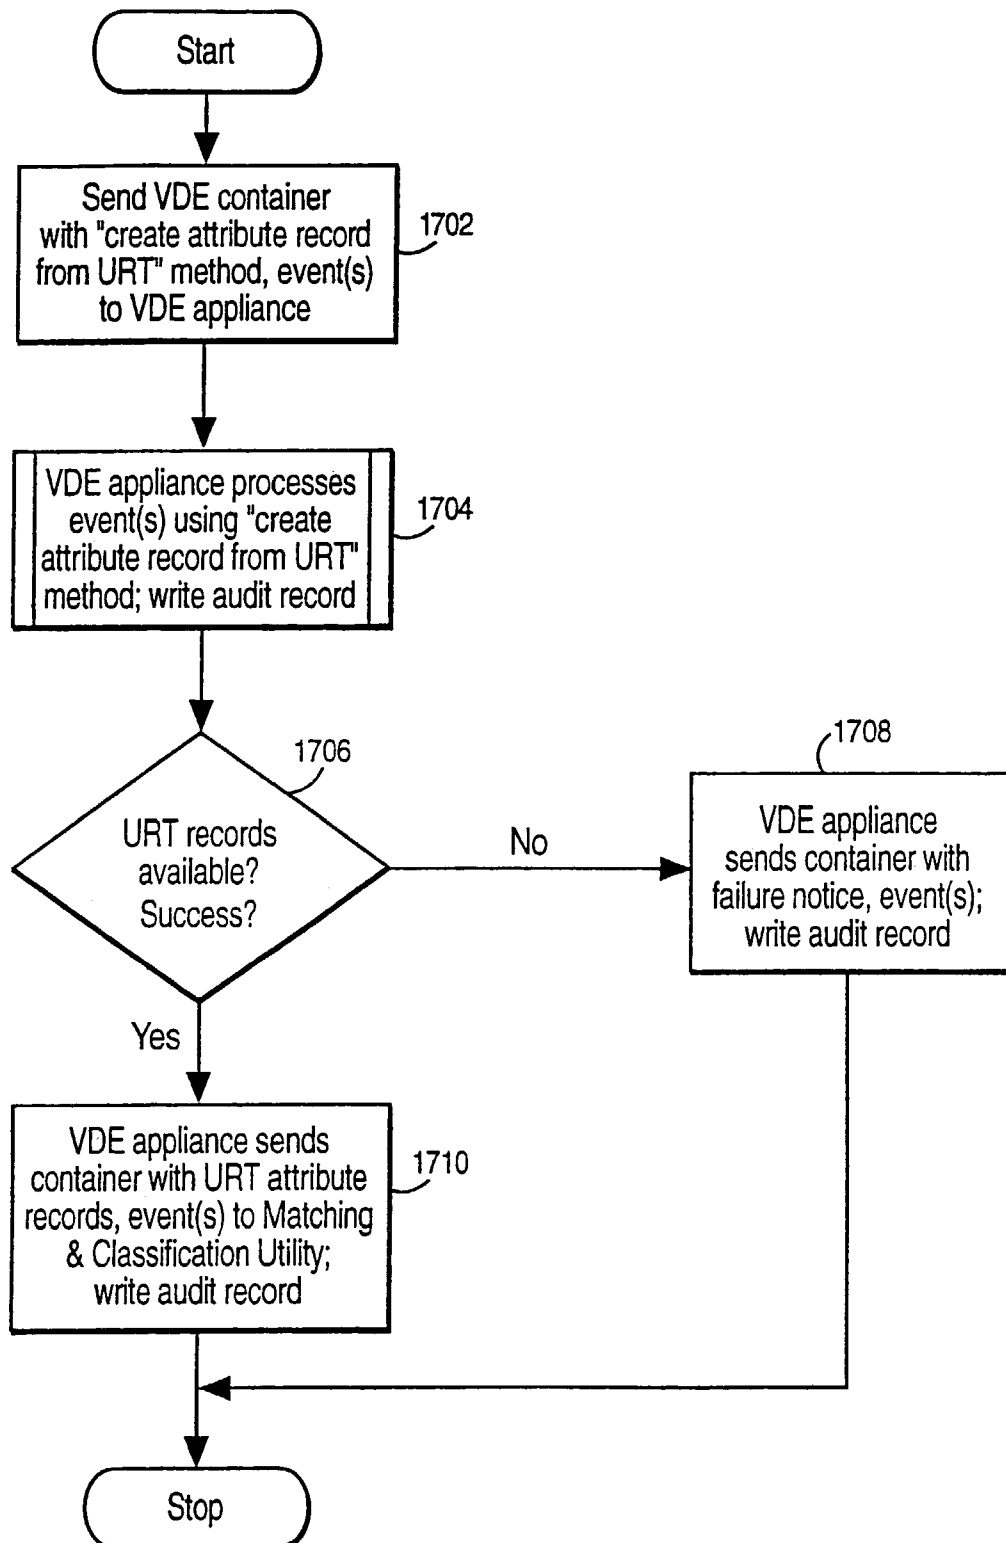 Start
Send VDE container
with "create attribute record
from URT" method, event(s)
to VDE appliance
1702
VDE appliance processes
event(s) using "create
attribute record from URT"
method; write audit record
1704
URT records
available?
Success?
1706
No
1708
VDE appliance
sends container with
failure notice, event(s);
write audit record
Yes
VDE appliance sends
container with URT attribute
records, event(s) to Matching
& Classification Utility;
write audit record
1710
Stop